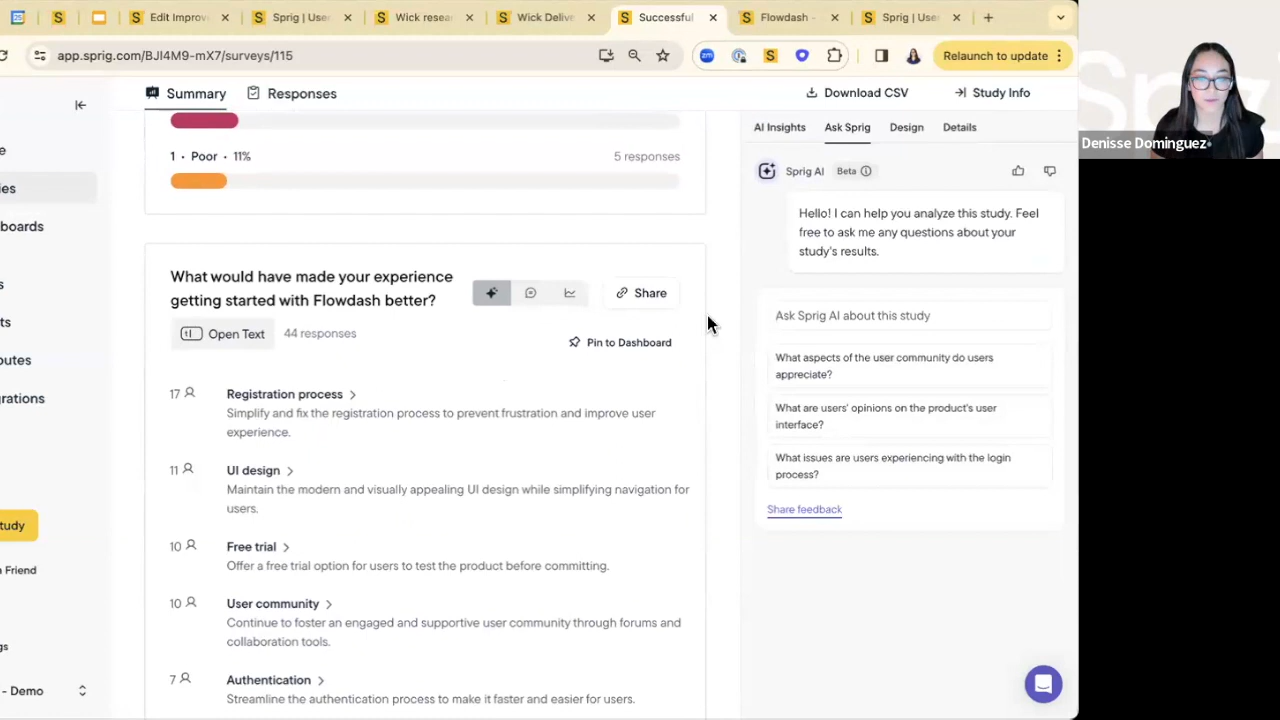 Edit Improv
Sprig | User
Wick resea
Wick Delive
Successful
Flowdash -
Sprig | User
app.sprig.com/BJI4M9-mX7/surveys/115
Relaunch to update
Summary
Responses
Download CSV
Study Info
Denisse Dominguez
e
ies
boards
s
ts
outes
grations
tudy
a Friend
gs
- Demo
1 • Poor • 11%
5 responses
What would have made your experience
getting started with Flowdash better?
Share
Open Text
44 responses
Pin to Dashboard
17
Registration process
Simplify and fix the registration process to prevent frustration and improve user
experience.
11
UI design
Maintain the modern and visually appealing UI design while simplifying navigation for
users.
10
Free trial
Offer a free trial option for users to test the product before committing.
10
User community
Continue to foster an engaged and supportive user community through forums and
collaboration tools.
7
Authentication
Streamline the authentication process to make it faster and easier for users.
AI Insights
Ask Sprig
Design
Details
Sprig AI
Beta
Hello! I can help you analyze this study. Feel
free to ask me any questions about your
study's results.
Ask Sprig AI about this study
What aspects of the user community do users
appreciate?
What are users' opinions on the product's user
interface?
What issues are users experiencing with the login
process?
Share feedback